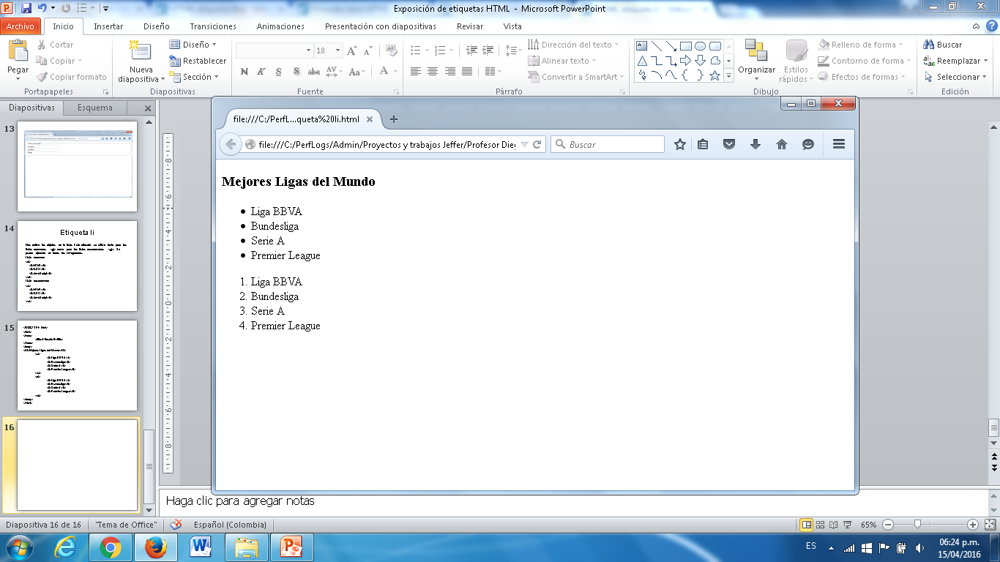 Exposición de etiquetas HTML - Microsoft PowerPoint
Archivo Inicio Insertar Diseño Transiciones Animaciones Presentación con diapositivas Revisar Vista
Pegar
Cortar
Copiar
Copiar formato
Portapapeles
Nueva diapositiva
Diseño
Restablecer
Sección
Diapositivas
18
N K S S abc AV Aa A
Fuente
Dirección del texto
Alinear texto
Convertir a SmartArt
Párrafo
Organizar
Estilos rápidos
Relleno de forma
Contorno de forma
Efectos de formas
Dibujo
Buscar
Reemplazar
Seleccionar
Edición
Diapositivas Esquema
13
14
Etiqueta li
15
16
file:///C:/PerfL...queta%20li.html
file:///C:/PerfLogs/Admin/Proyectos y trabajos Jeffer/Profesor Die
Buscar
Mejores Ligas del Mundo
• Liga BBVA
• Bundesliga
• Serie A
• Premier League
1. Liga BBVA
2. Bundesliga
3. Serie A
4. Premier League
Haga clic para agregar notas
Diapositiva 16 de 16 "Tema de Office" Español (Colombia) 65%
ES 06:24 p.m.
15/04/2016